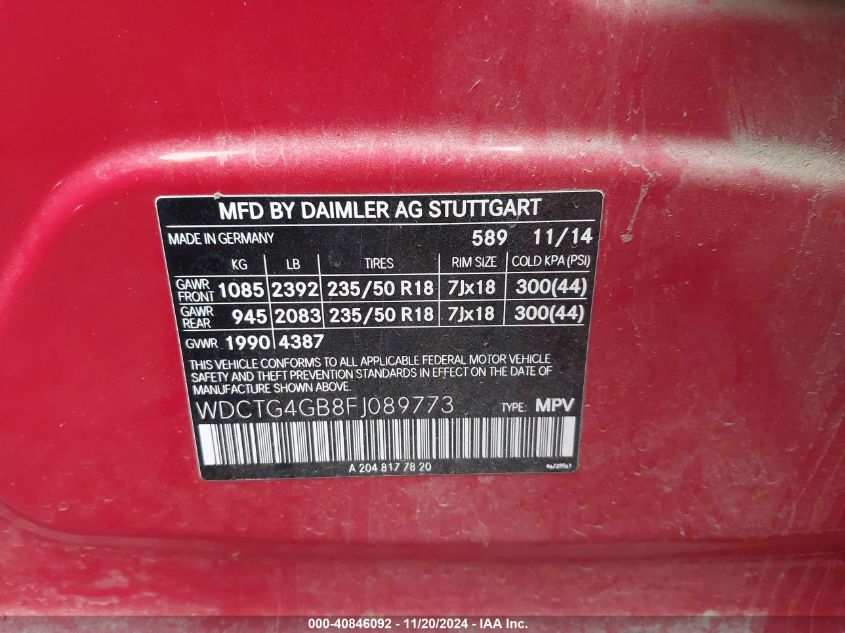 MFD BY DAIMLER AG STUTTGART
MADE IN GERMANY 589 11/14
KG LB TIRES RIM SIZE COLD KPA (PSI)
GAWR FRONT 1085 2392 235/50 R18 7Jx18 300(44)
GAWR REAR 945 2083 235/50 R18 7Jx18 300(44)
GVWR 1990 4387
THIS VEHICLE CONFORMS TO ALL APPLICABLE FEDERAL MOTOR VEHICLE
SAFETY AND THEFT PREVENTION STANDARDS IN EFFECT ON THE DATE OF
MANUFACTURE SHOWN ABOVE.
WDCTG4GB8FJ089773 TYPE: MPV
A 204 817 78 20
000-40846092 - 11/20/2024 - IAA Inc.